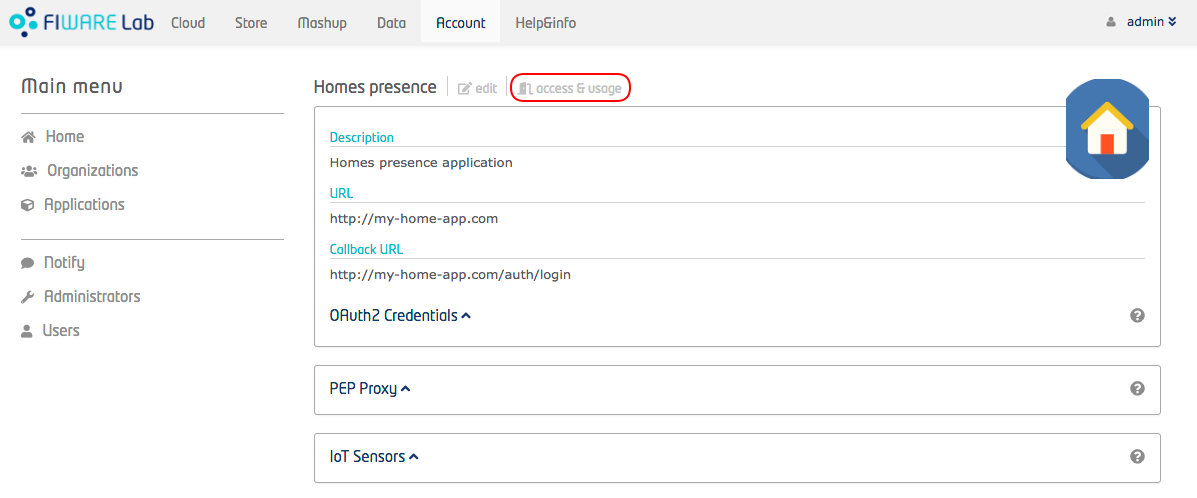 FIWARE Lab Cloud Store Mashup Data Account Help&info admin
Main menu
Home
Organizations
Applications
Notify
Administrators
Users
Homes presence edit access & usage
Description
Homes presence application
URL
http://my-home-app.com
Callback URL
http://my-home-app.com/auth/login
OAuth2 Credentials ?
PEP Proxy ?
IoT Sensors ?